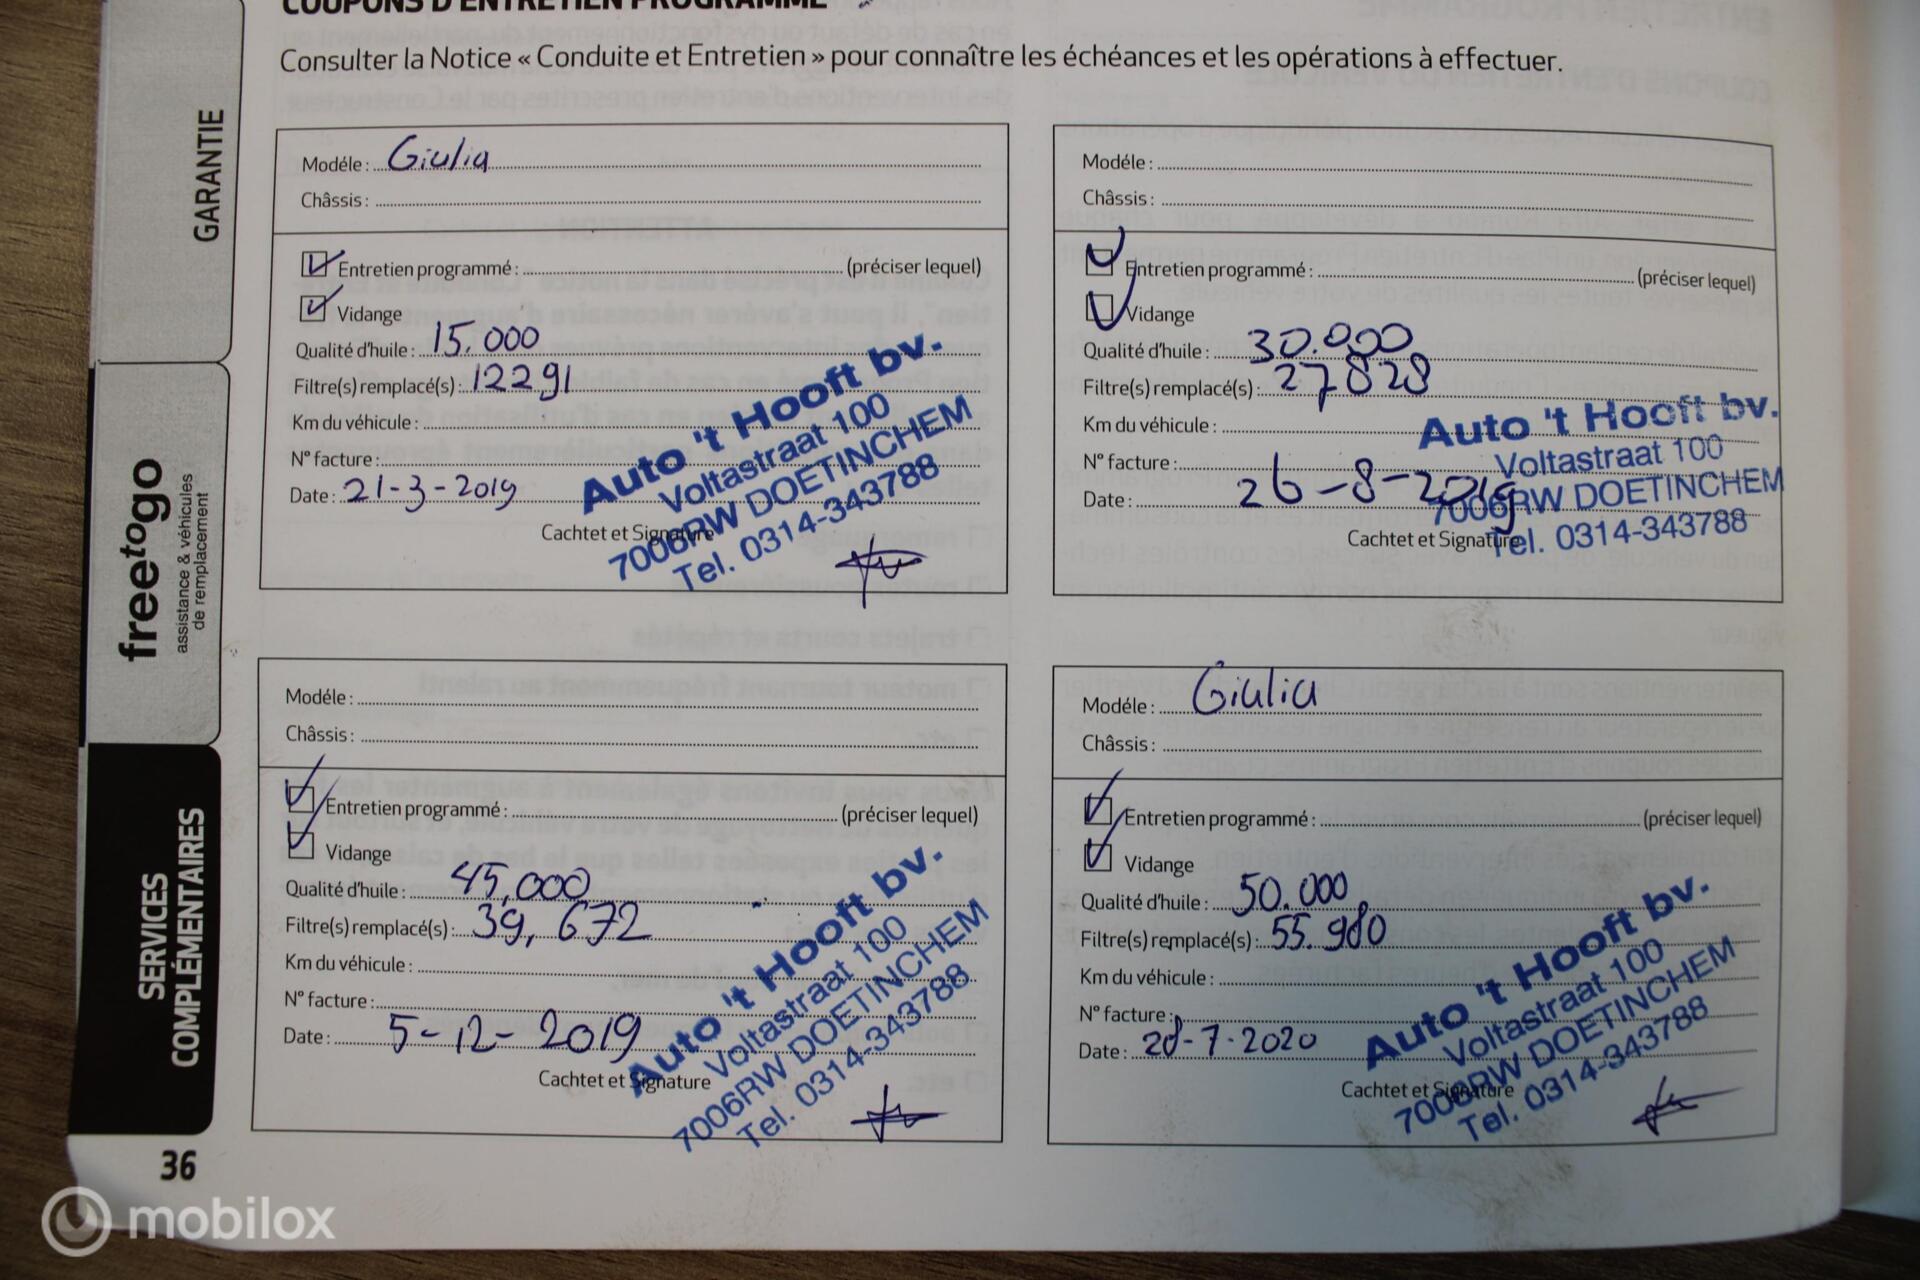 COUPONS D'ENTRETIEN PROGRAMMÉ
Consulter la Notice « Conduite et Entretien » pour connaître les échéances et les opérations à effectuer.
GARANTIE
freetogo
assistance & véhicules
de remplacement
SERVICES
COMPLÉMENTAIRES
36
Modéle : Giulia
Châssis :
Entretien programmé : (préciser lequel)
Vidange
Qualité d'huile : 15.000
Filtre(s) remplacé(s) : 12291
Km du véhicule :
N° facture :
Date : 21-3-2019
Cachtet et Signature
Auto 't Hooft bv.
Voltastraat 100
7006RW DOETINCHEM
Tel. 0314-343788
Modéle :
Châssis :
Entretien programmé : (préciser lequel)
Vidange
Qualité d'huile : 30.000
Filtre(s) remplacé(s) : 27828
Km du véhicule :
N° facture :
Date : 26-8-2019
Cachtet et Signature
Auto 't Hooft bv.
Voltastraat 100
7006RW DOETINCHEM
Tel. 0314-343788
Modéle :
Châssis :
Entretien programmé : (préciser lequel)
Vidange
Qualité d'huile : 45,000
Filtre(s) remplacé(s) : 39,672
Km du véhicule :
N° facture :
Date : 5-12-2019
Cachtet et Signature
Auto 't Hooft bv.
Voltastraat 100
7006RW DOETINCHEM
Tel. 0314-343788
Modéle : Giulia
Châssis :
Entretien programmé : (préciser lequel)
Vidange
Qualité d'huile : 50.000
Filtre(s) remplacé(s) : 55.980
Km du véhicule :
N° facture :
Date : 28-7-2020
Cachtet et Signature
Auto 't Hooft bv.
Voltastraat 100
7006RW DOETINCHEM
Tel. 0314-343788
mobilox